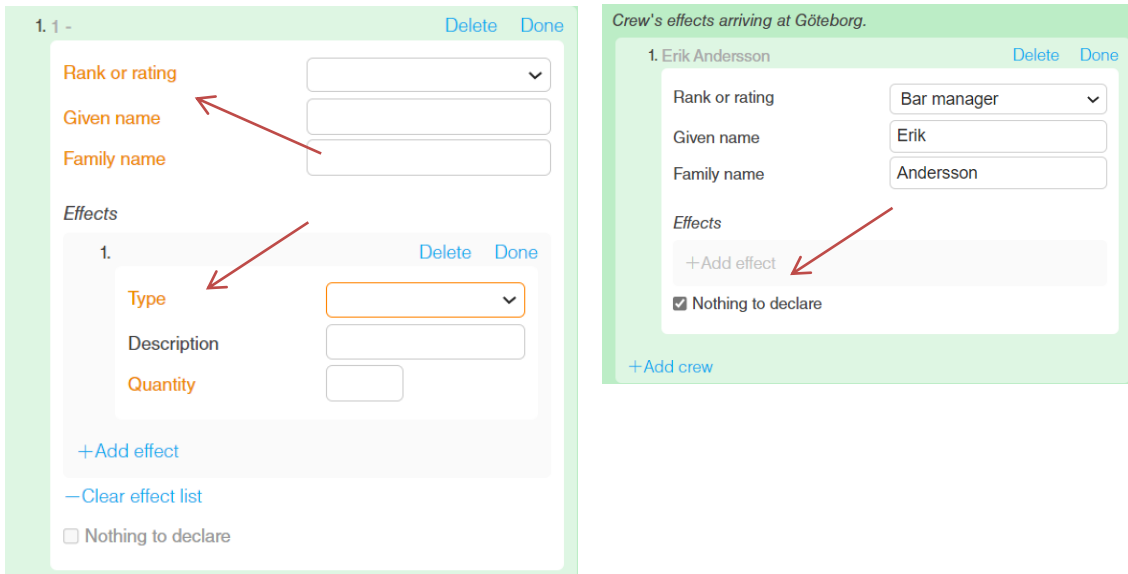 1. 1 - Delete Done
Rank or rating
Given name
Family name
Effects
1. Delete Done
Type
Description
Quantity
+Add effect
−Clear effect list
Nothing to declare
Crew's effects arriving at Göteborg.
1. Erik Andersson Delete Done
Rank or rating Bar manager
Given name Erik
Family name Andersson
Effects
+Add effect
Nothing to declare
+Add crew